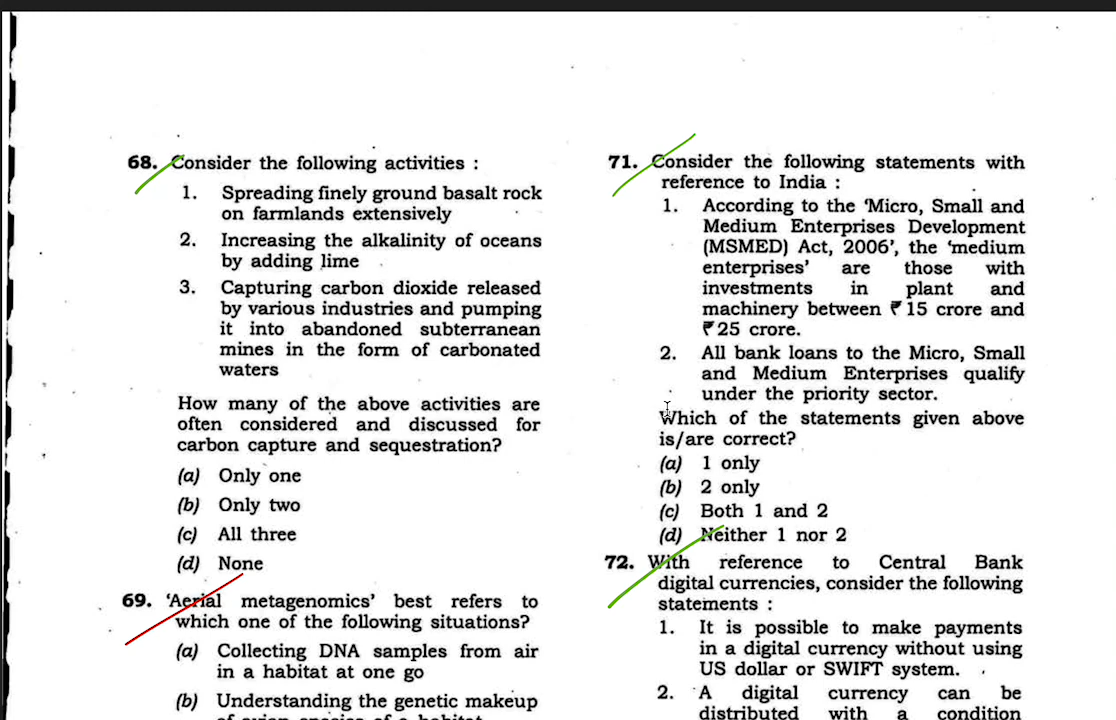 68. Consider the following activities :
1. Spreading finely ground basalt rock
on farmlands extensively
2. Increasing the alkalinity of oceans
by adding lime
3. Capturing carbon dioxide released
by various industries and pumping
it into abandoned subterranean
mines in the form of carbonated
waters
How many of the above activities are
often considered and discussed for
carbon capture and sequestration?
(a) Only one
(b) Only two
(c) All three
(d) None
69. 'Aerial metagenomics' best refers to
which one of the following situations?
(a) Collecting DNA samples from air
in a habitat at one go
(b) Understanding the genetic makeup
of avian species of a habitat
71. Consider the following statements with
reference to India :
1. According to the 'Micro, Small and
Medium Enterprises Development
(MSMED) Act, 2006', the 'medium
enterprises' are those with
investments in plant and
machinery between ₹ 15 crore and
₹ 25 crore.
2. All bank loans to the Micro, Small
and Medium Enterprises qualify
under the priority sector.
Which of the statements given above
is/are correct?
(a) 1 only
(b) 2 only
(c) Both 1 and 2
(d) Neither 1 nor 2
72. With reference to Central Bank
digital currencies, consider the following
statements :
1. It is possible to make payments
in a digital currency without using
US dollar or SWIFT system.
2. A digital currency can be
distributed with a condition